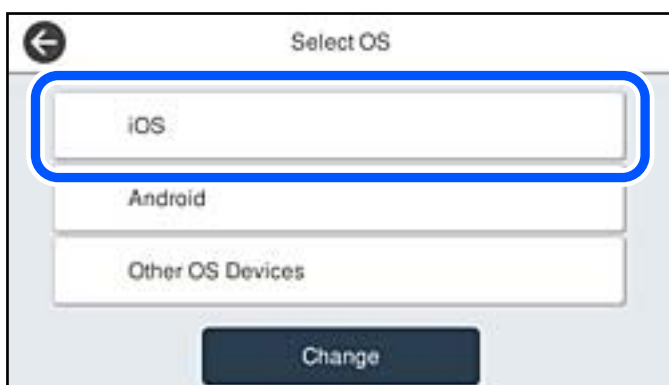 Select OS
iOS
Android
Other OS Devices
Change